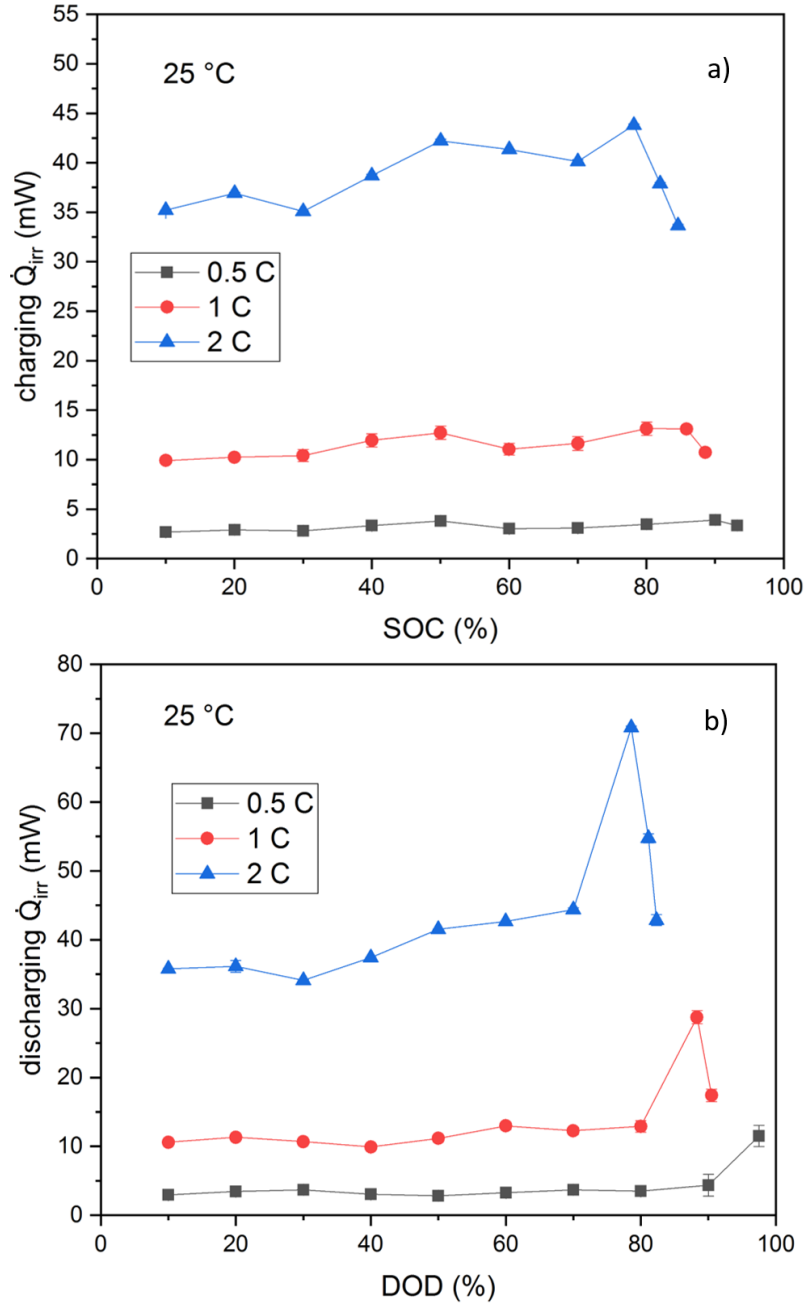 55
50
45
40
35
30
25
20
15
10
5
0
charging Q̇irr (mW)
25 °C
a)
0.5 C
1 C
2 C
0 20 40 60 80 100
SOC (%)
80
70
60
50
40
30
20
10
0
discharging Q̇irr (mW)
25 °C
b)
0.5 C
1 C
2 C
0 20 40 60 80 100
DOD (%)